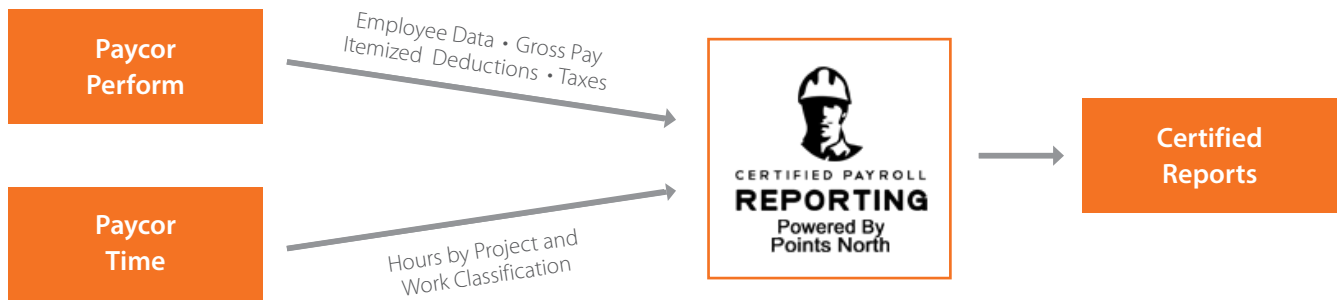 Paycor
Perform
Employee Data • Gross Pay
Itemized Deductions • Taxes
Paycor
Time
Hours by Project and
Work Classification
CERTIFIED PAYROLL
REPORTING
Powered By
Points North
Certified
Reports